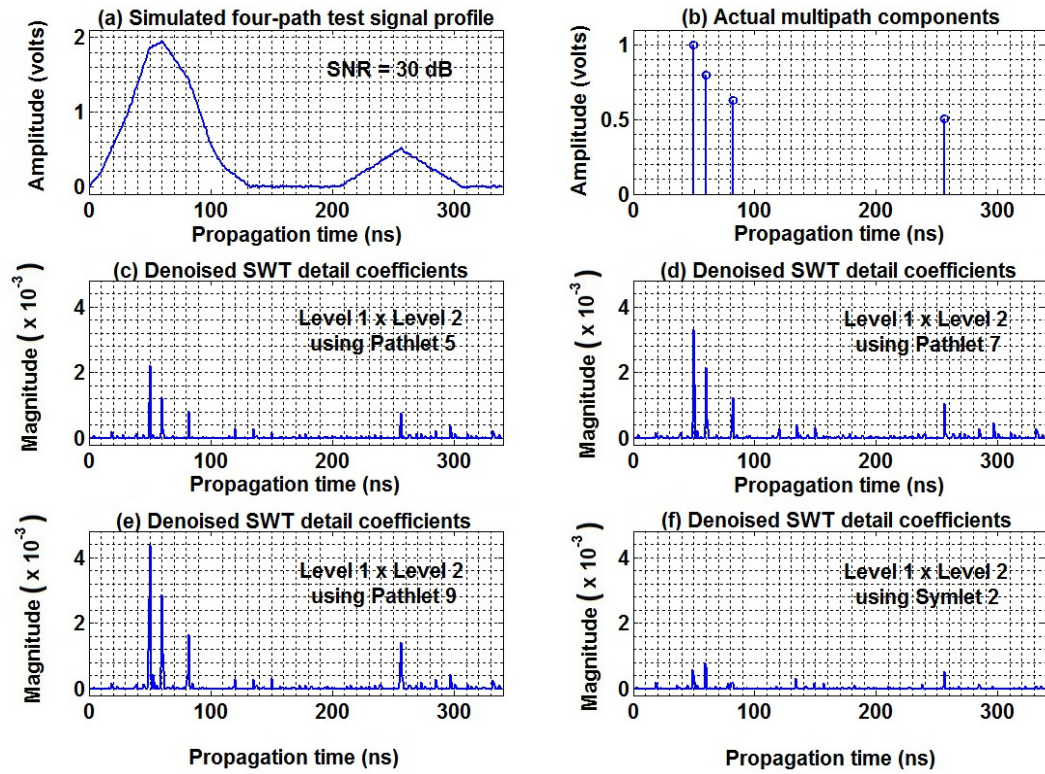 (a) Simulated four-path test signal profile
Amplitude (volts)
2
1
0
SNR = 30 dB
0 100 200 300
Propagation time (ns)
(b) Actual multipath components
Amplitude (volts)
1
0.5
0
0 100 200 300
Propagation time (ns)
(c) Denoised SWT detail coefficients
Magnitude ( x 10⁻³)
4
2
0
Level 1 x Level 2
using Pathlet 5
0 100 200 300
Propagation time (ns)
(d) Denoised SWT detail coefficients
Magnitude ( x 10⁻³)
4
2
0
Level 1 x Level 2
using Pathlet 7
0 100 200 300
Propagation time (ns)
(e) Denoised SWT detail coefficients
Magnitude ( x 10⁻³)
4
2
0
Level 1 x Level 2
using Pathlet 9
0 100 200 300
Propagation time (ns)
(f) Denoised SWT detail coefficients
Magnitude ( x 10⁻³)
4
2
0
Level 1 x Level 2
using Symlet 2
0 100 200 300
Propagation time (ns)